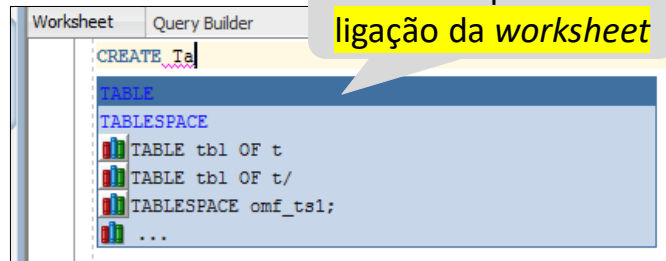 Worksheet Query Builder
ligação da worksheet
CREATE Ta
TABLE
TABLESPACE
TABLE tbl OF t
TABLE tbl OF t/
TABLESPACE omf_ts1;
...